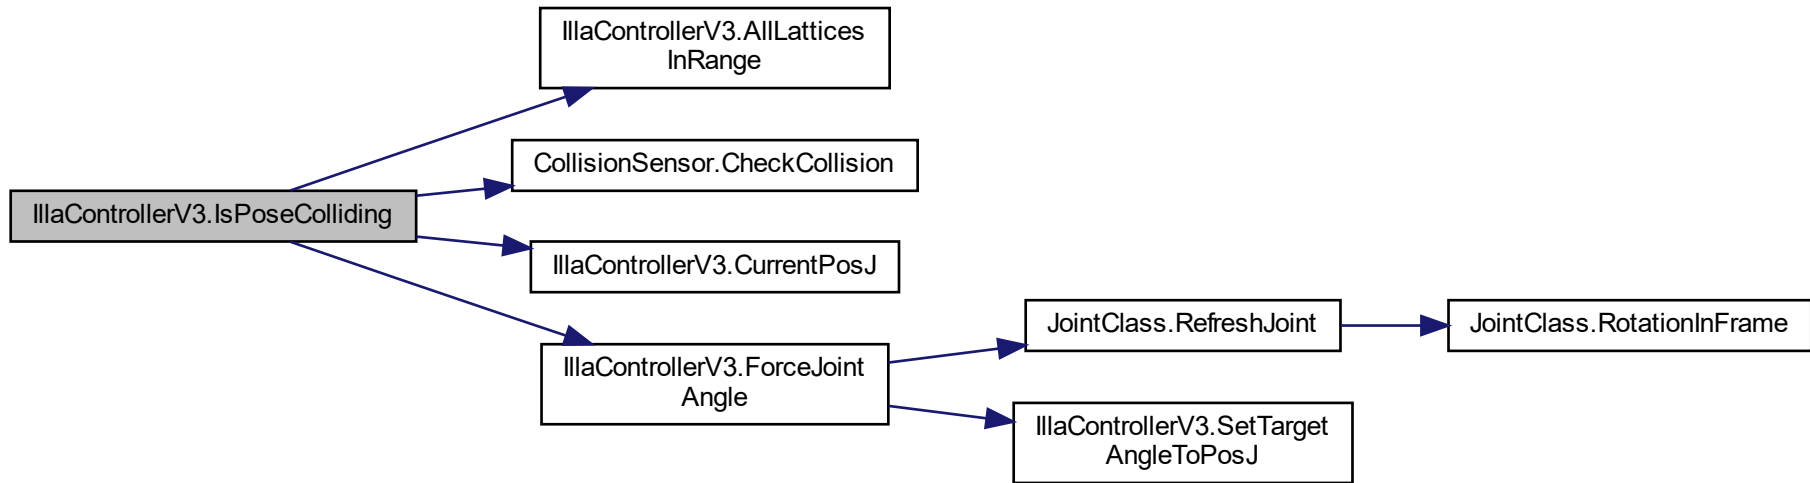 IllaControllerV3.AllLattices
InRange
CollisionSensor.CheckCollision
IllaControllerV3.IsPoseColliding
IllaControllerV3.CurrentPosJ
JointClass.RefreshJoint
JointClass.RotationInFrame
IllaControllerV3.ForceJoint
Angle
IllaControllerV3.SetTarget
AngleToPosJ